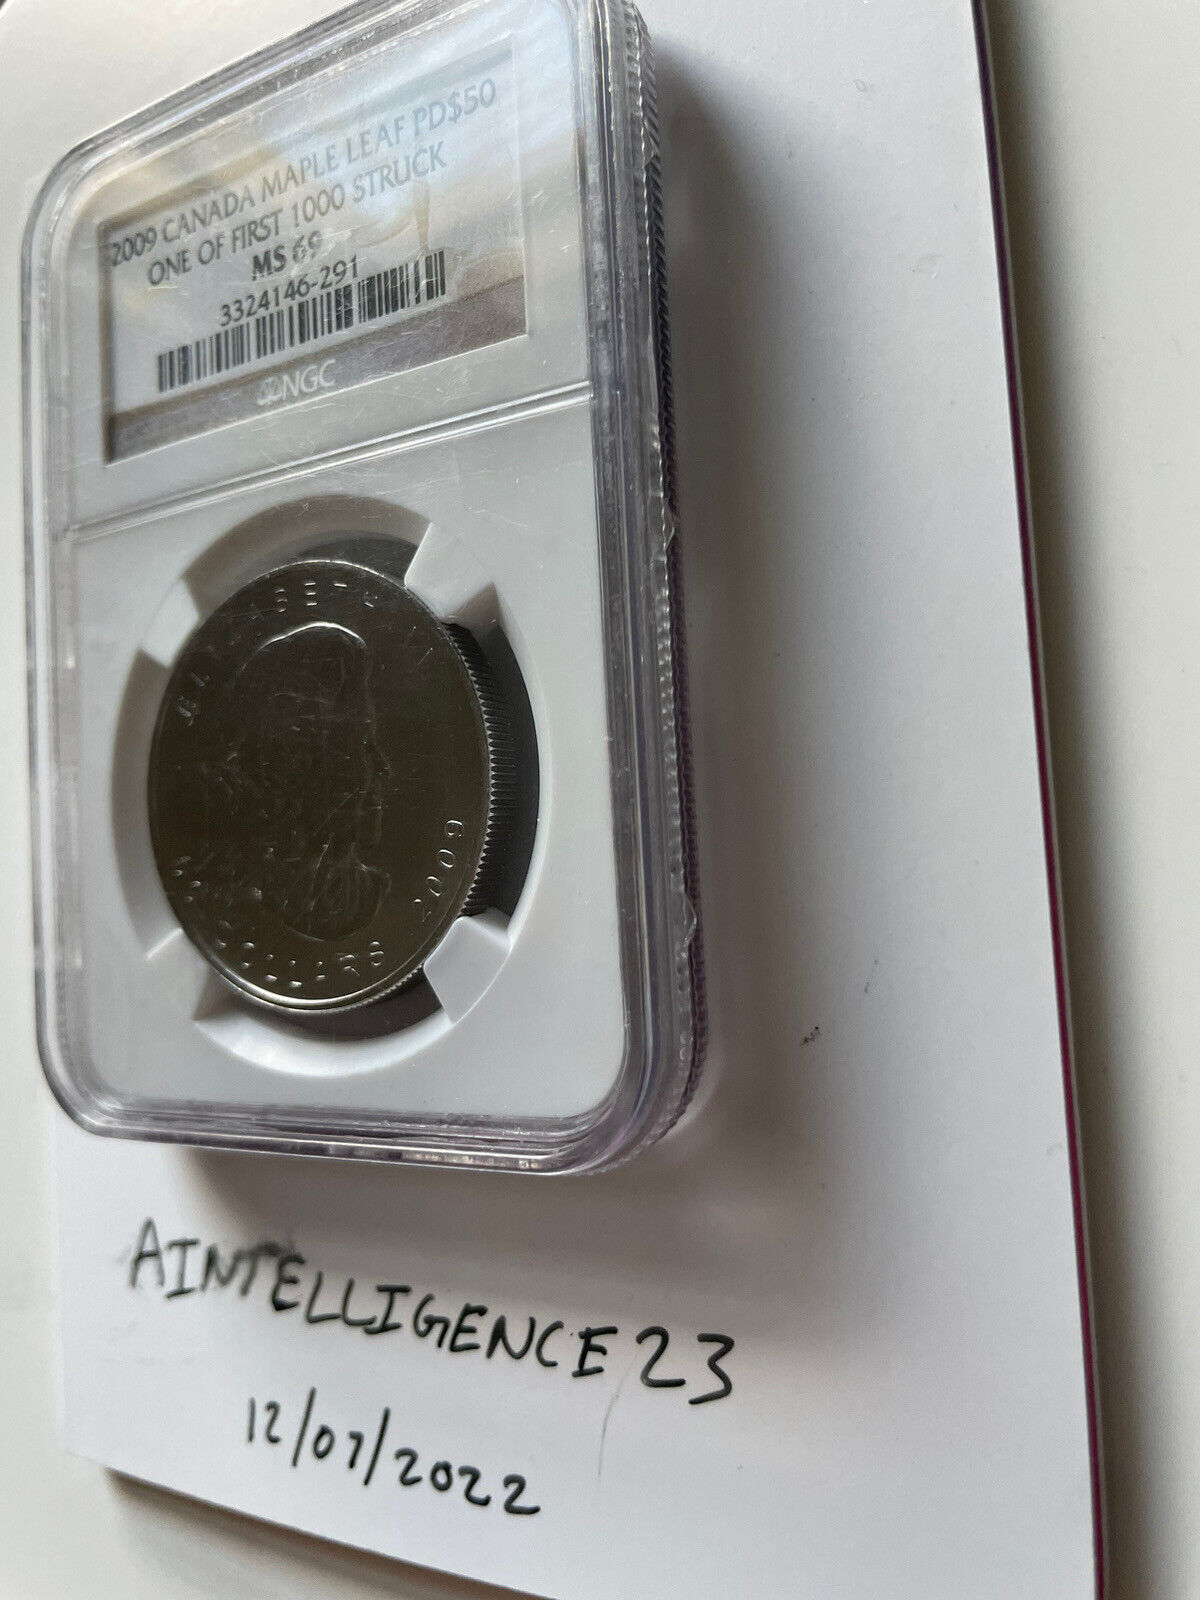 2009 CANADA MAPLE LEAF PD$50
ONE OF FIRST 1000 STRUCK
MS 69
3324146-291
NGC
2009
DOLLARS
AINTELLIGENCE23
12/07/2022